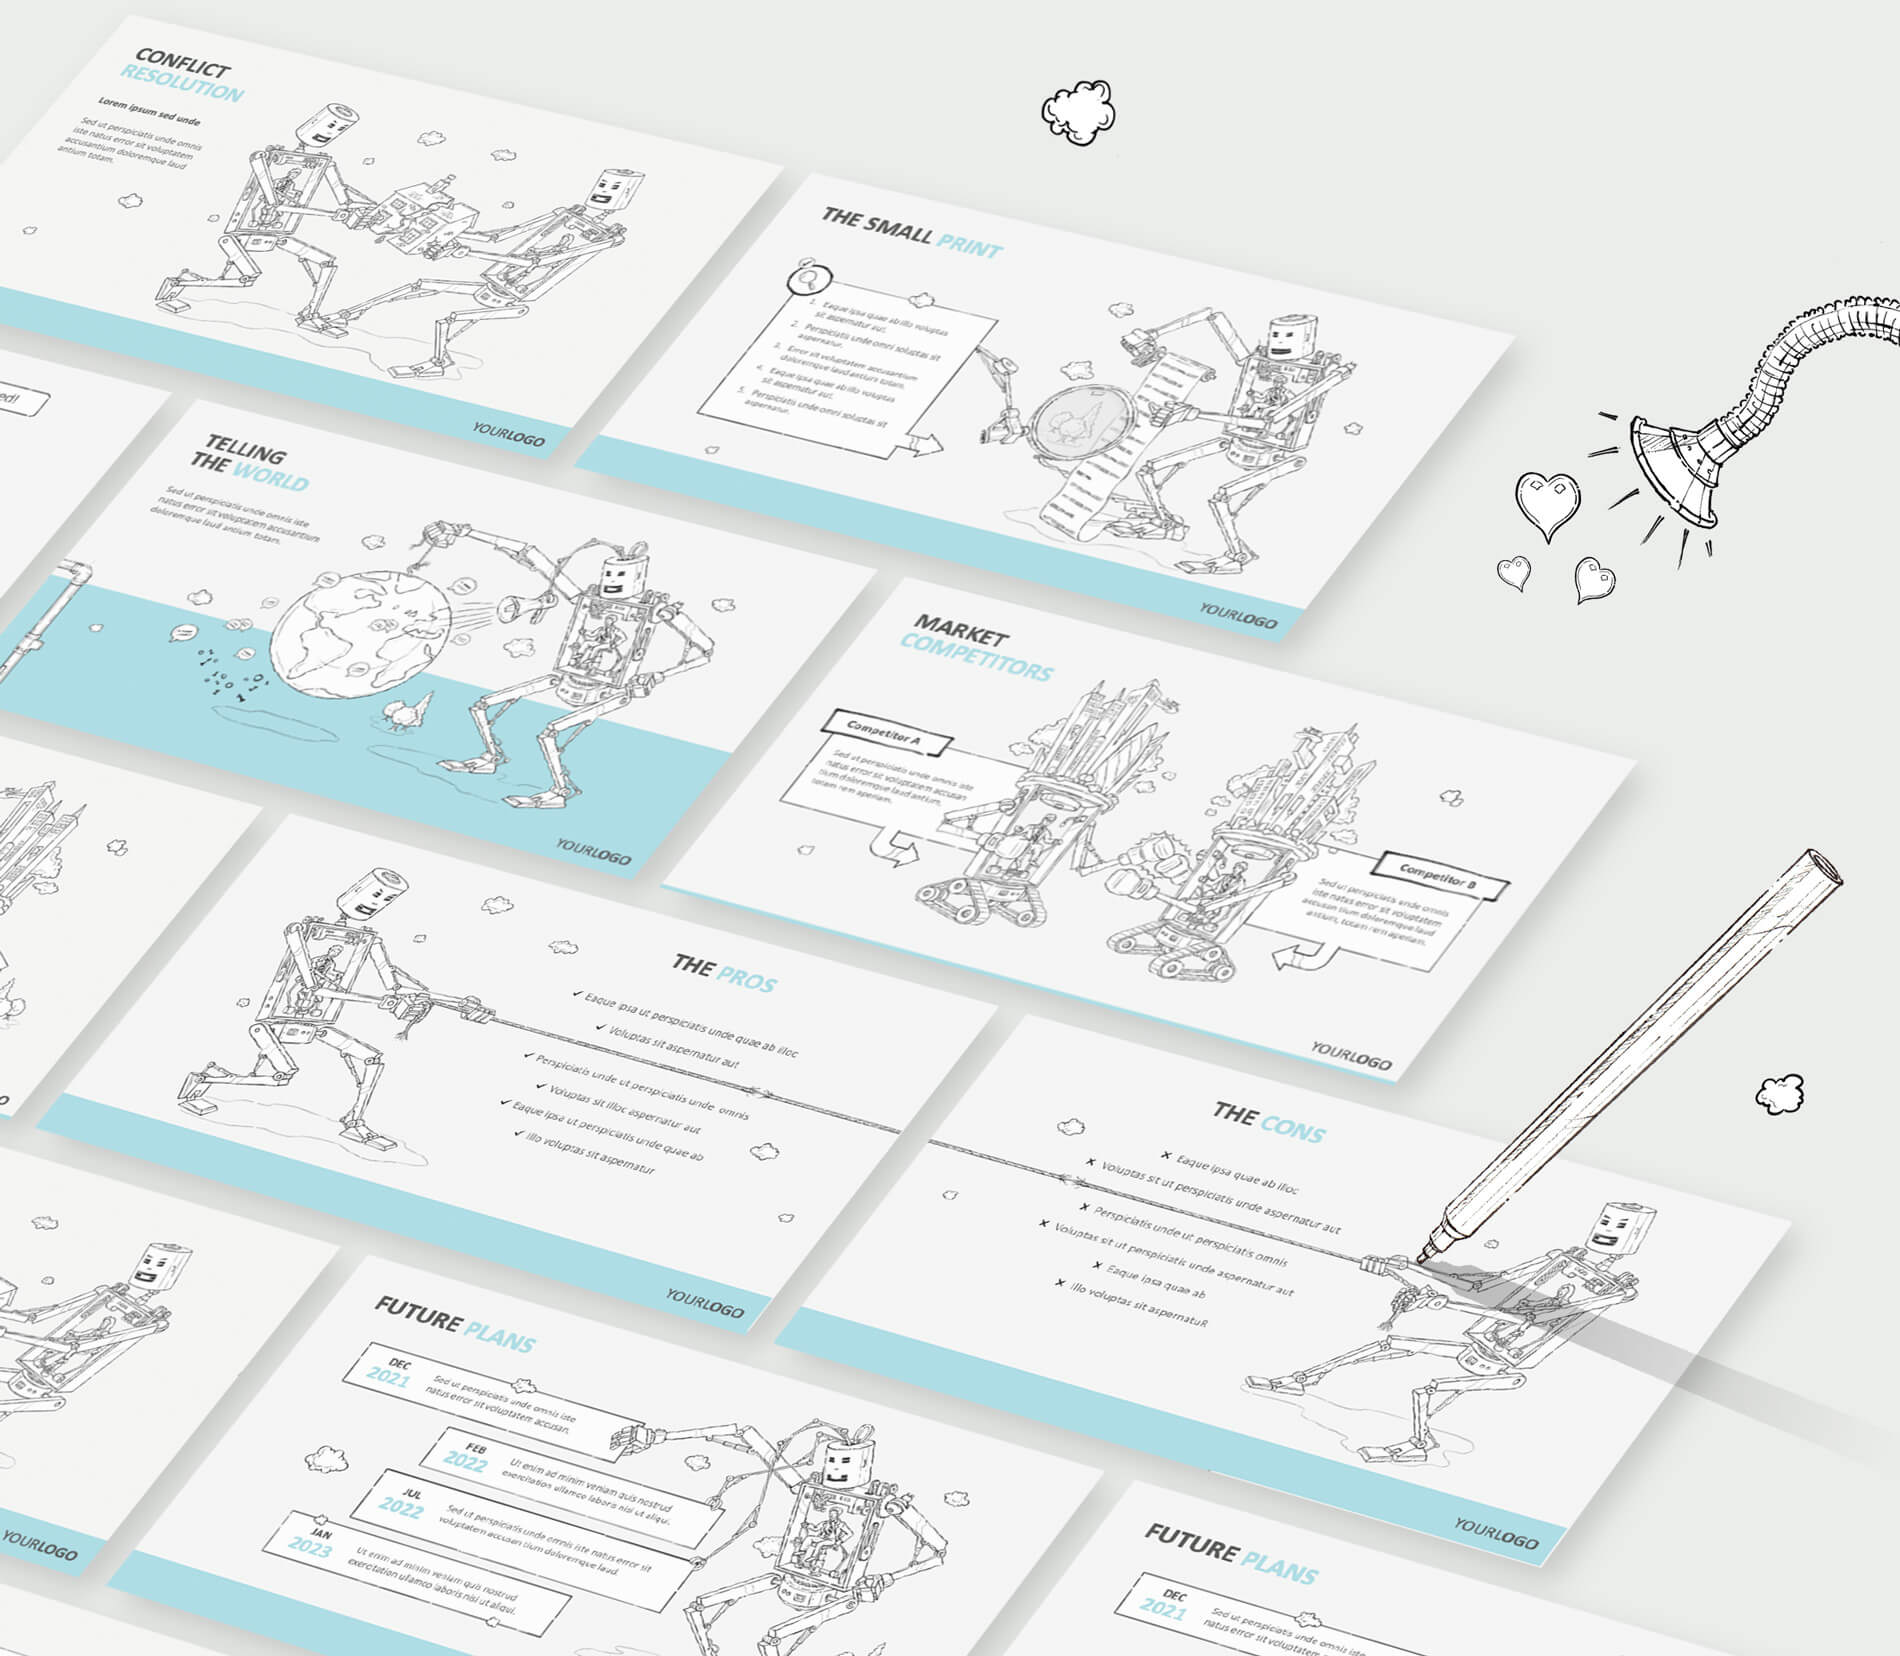 CONFLICT
RESOLUTION
Lorem ipsum sed unde
Sed ut perspiciatis unde omnis
iste natus error sit voluptatem
accusantium doloremque laud
antium totam.
YOURLOGO
THE SMALL PRINT
1. Eaque ipsa quae ab illo voluptas
sit aspernatur aut.
2. Perspiciatis unde omni soluptas sit
aspernatur.
3. Error sit voluptatem accusantium
doloremque laud antium totam.
4. Eaque ipsa quae ab illo voluptas
sit aspernatur aut.
5. Perspiciatis unde omni soluptas sit
aspernatur.
YOURLOGO
ed!
TELLING
THE WORLD
Sed ut perspiciatis unde omnis iste
natus error sit voluptatem accusantium
doloremque laud antium totam.
YOURLOGO
MARKET
COMPETITORS
Competitor A
Sed ut perspiciatis unde omnis iste
natus error sit voluptatem accusan
tium doloremque laud antium,
totam rem aperiam.
Competitor B
Sed ut perspiciatis unde omnis
iste natus error sit voluptatem
accusan tium doloremque laud
antium, totam rem aperiam.
YOURLOGO
THE PROS
✓ Eaque ipsa ut perspiciatis unde quae ab illoc
✓ Voluptas sit aspernatur aut
✓ Perspiciatis unde ut perspiciatis unde omnis
✓ Voluptas sit illoc aspernatur aut
✓ Eaque ipsa ut perspiciatis unde quae ab
✓ Illo voluptas sit aspernatur
YOURLOGO
THE CONS
x Eaque ipsa quae ab illoc
x Voluptas sit ut perspiciatis unde aspernatur aut
x Perspiciatis unde ut perspiciatis omnis
x Voluptas sit ut perspiciatis unde aspernatur aut
x Eaque ipsa quae ab
x Illo voluptas sit aspernatuR
YOURLOGO
YOURLOGO
FUTURE PLANS
DEC
2021
Sed ut perspiciatis unde omnis iste
natus error sit voluptatem accusan.
FEB
2022
Ut enim ad minim veniam quis nostrud
exercitation ullamco laboris nisi ut aliqui.
JUL
2022
Sed ut perspiciatis unde omnis iste natus error sit
voluptatem accusan tium doloremque laud.
JAN
2023
Ut enim ad minim veniam quis nostrud
exercitation ullamco laboris nisi ut aliqui.
FUTURE PLANS
DEC
2021
Sed ut perspiciatis unde omnis iste
natus error sit voluptatem accusan.